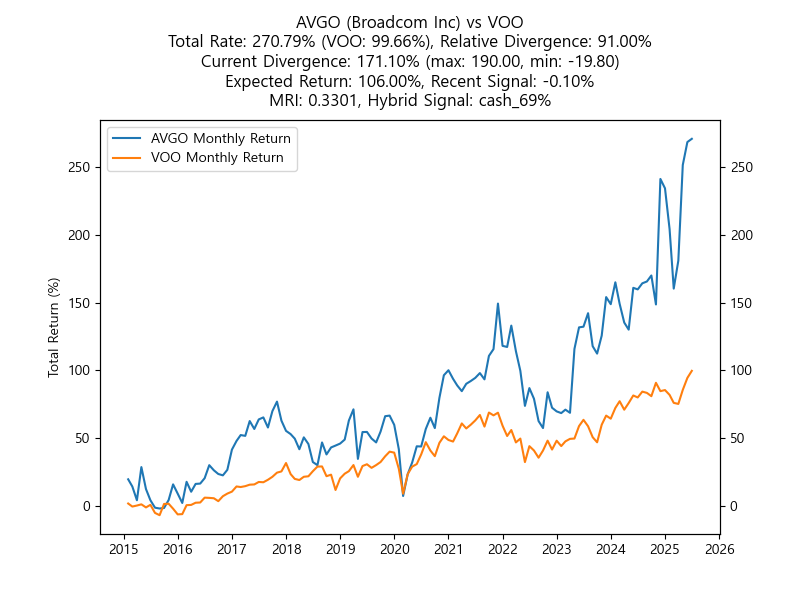 AVGO (Broadcom Inc) vs VOO
Total Rate: 270.79% (VOO: 99.66%), Relative Divergence: 91.00%
Current Divergence: 171.10% (max: 190.00, min: -19.80)
Expected Return: 106.00%, Recent Signal: -0.10%
MRI: 0.3301, Hybrid Signal: cash_69%
AVGO Monthly Return
VOO Monthly Return
Total Return (%)
250
200
150
100
50
0
250
200
150
100
50
0
2015 2016 2017 2018 2019 2020 2021 2022 2023 2024 2025 2026